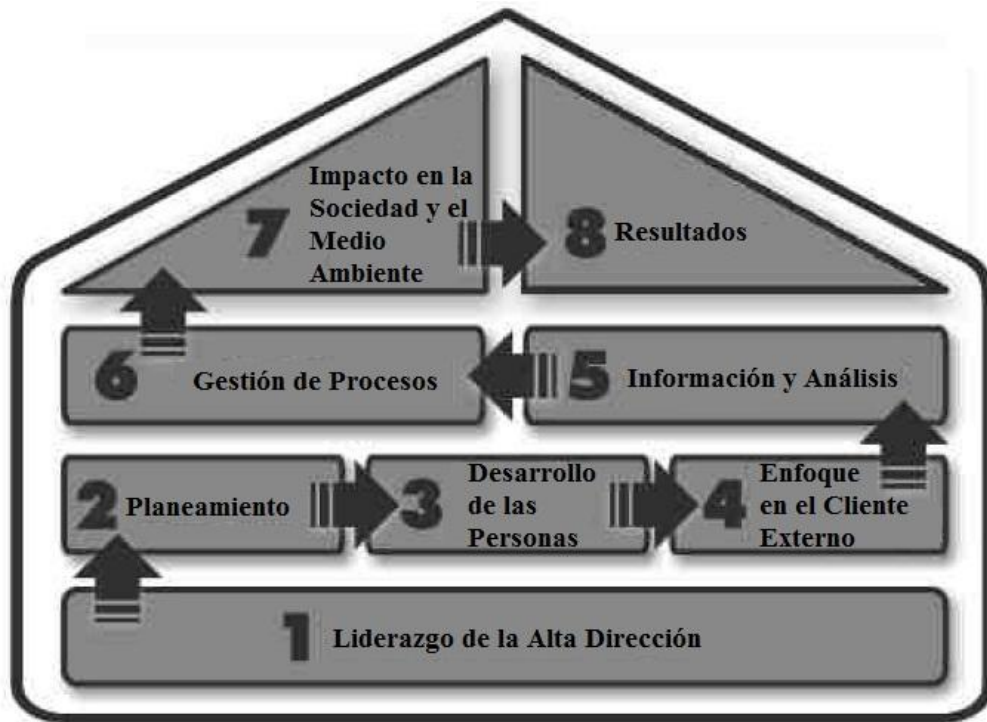 7
Impacto en la
Sociedad y el
Medio
Ambiente
8 Resultados
6 Gestión de Procesos
5 Información y Análisis
2 Planeamiento
3
Desarrollo
de las
Personas
4
Enfoque
en el Cliente
Externo
1 Liderazgo de la Alta Dirección